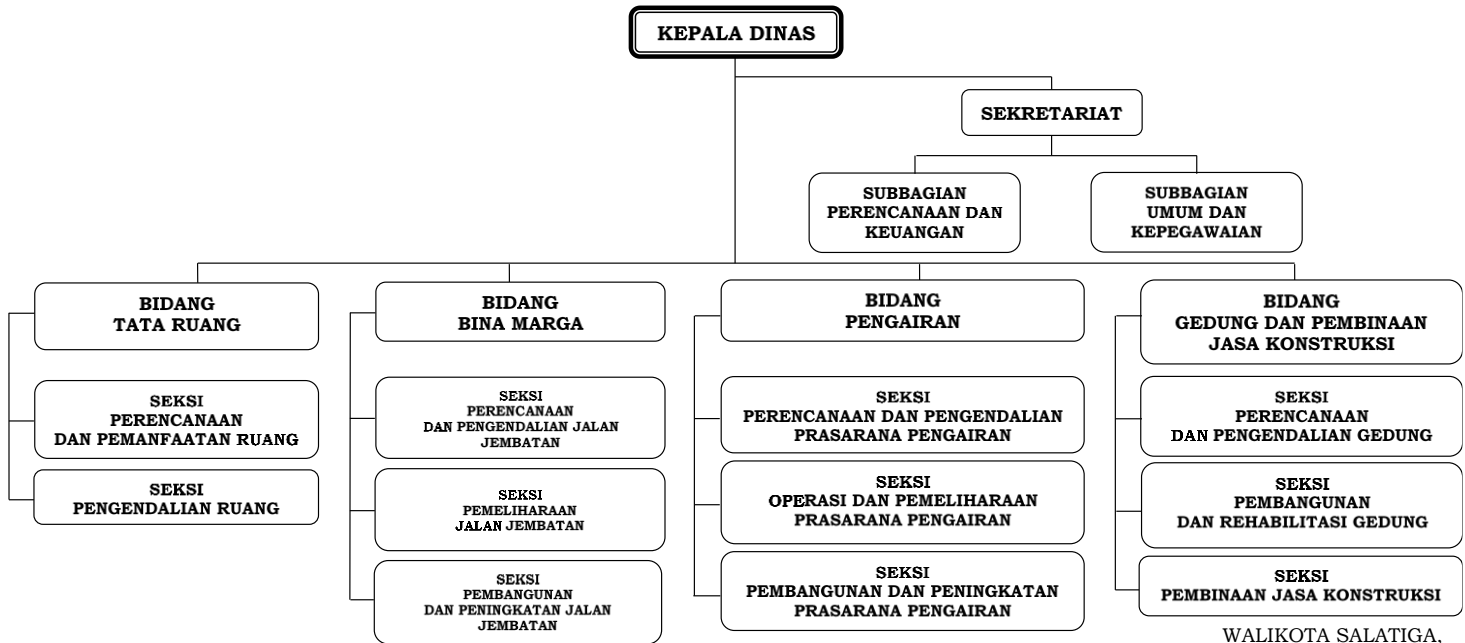 KEPALA DINAS
SEKRETARIAT
SUBBAGIAN
PERENCANAAN DAN
KEUANGAN
SUBBAGIAN
UMUM DAN
KEPEGAWAIAN
BIDANG
TATA RUANG
SEKSI
PERENCANAAN
DAN PEMANFAATAN RUANG
SEKSI
PENGENDALIAN RUANG
BIDANG
BINA MARGA
SEKSI
PERENCANAAN
DAN PENGENDALIAN JALAN
JEMBATAN
SEKSI
PEMELIHARAAN
JALAN JEMBATAN
SEKSI
PEMBANGUNAN
DAN PENINGKATAN JALAN
JEMBATAN
BIDANG
PENGAIRAN
SEKSI
PERENCANAAN DAN PENGENDALIAN
PRASARANA PENGAIRAN
SEKSI
OPERASI DAN PEMELIHARAAN
PRASARANA PENGAIRAN
SEKSI
PEMBANGUNAN DAN PENINGKATAN
PRASARANA PENGAIRAN
BIDANG
GEDUNG DAN PEMBINAAN
JASA KONSTRUKSI
SEKSI
PERENCANAAN
DAN PENGENDALIAN GEDUNG
SEKSI
PEMBANGUNAN
DAN REHABILITASI GEDUNG
SEKSI
PEMBINAAN JASA KONSTRUKSI
WALIKOTA SALATIGA,